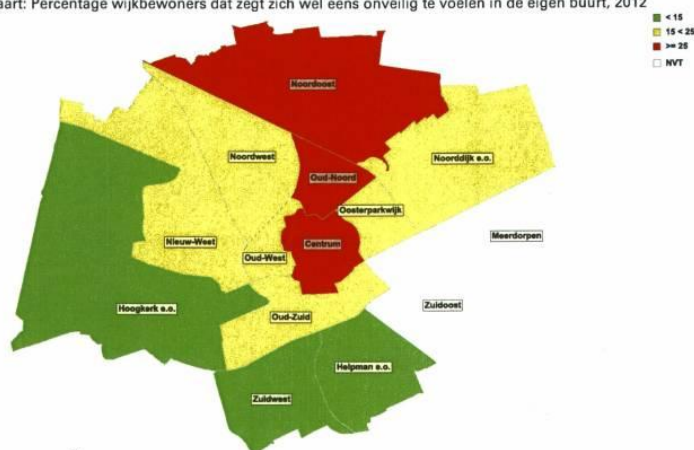 aart: Percentage wijkbewoners dat zegt zich wel eens onveilig te voelen in de eigen buurt, 2012
< 15
15 < 25
>= 25
NVT
Noordoost
Noordwest
Noorddijk e.o.
Oud-Noord
Oosterparkwijk
Meerdorpen
Nieuw-West
Centrum
Oud-West
Zuidoost
Hoogkerk e.o.
Oud-Zuid
Helpman e.o.
Zuidwest